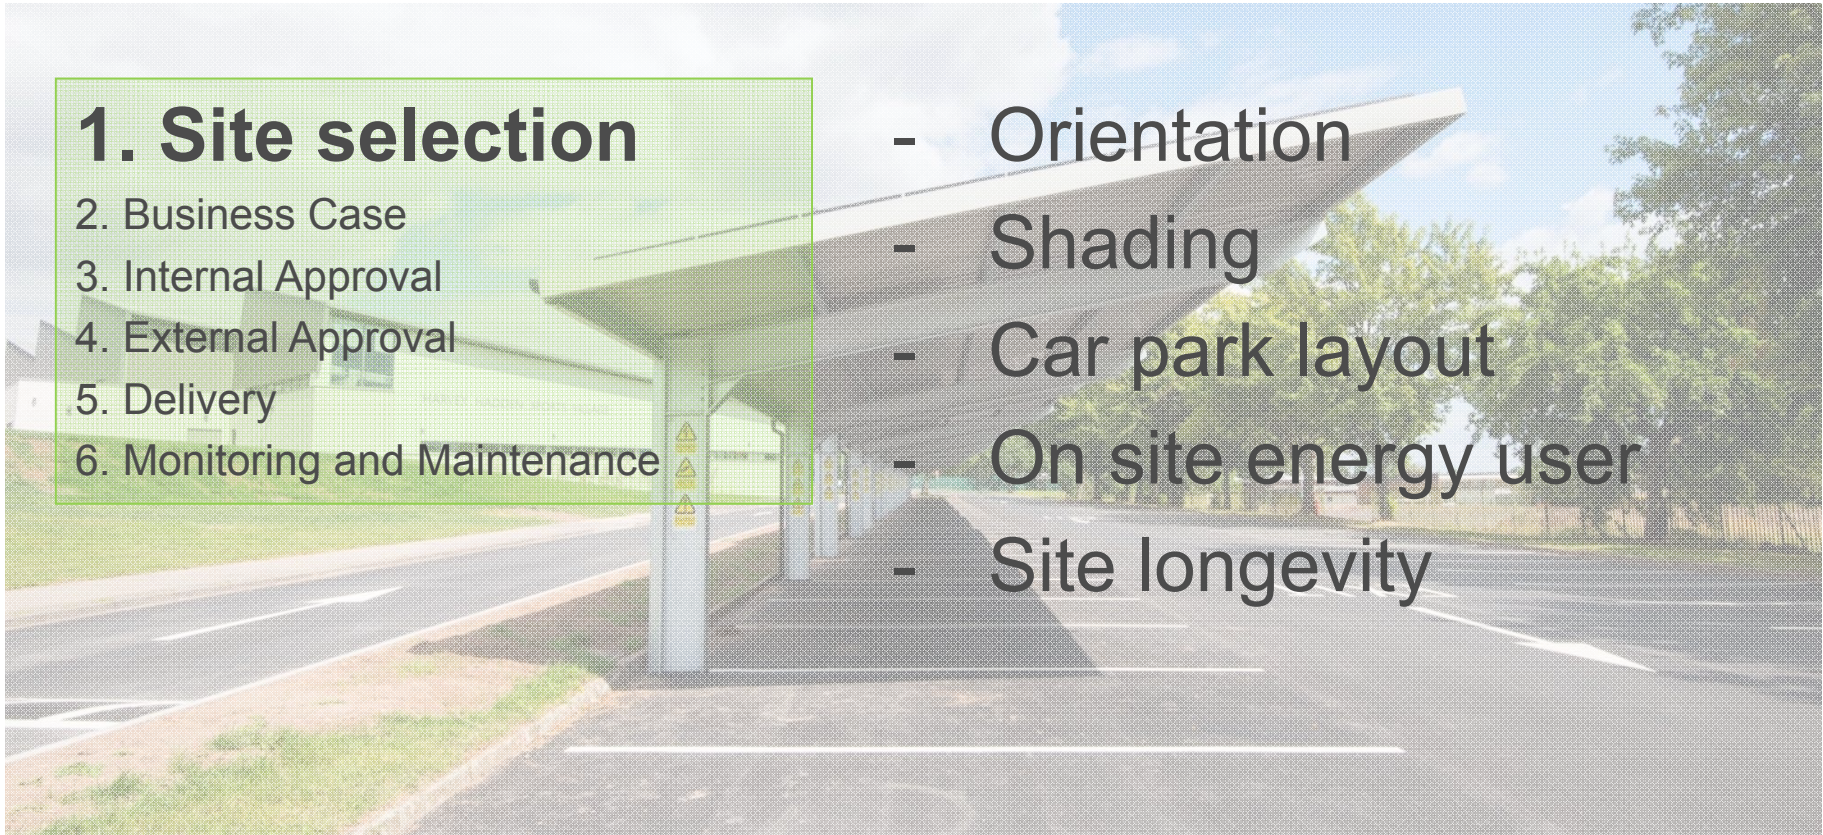 1. Site selection
2. Business Case
3. Internal Approval
4. External Approval
5. Delivery
6. Monitoring and Maintenance
- Orientation
- Shading
- Car park layout
- On site energy user
- Site longevity